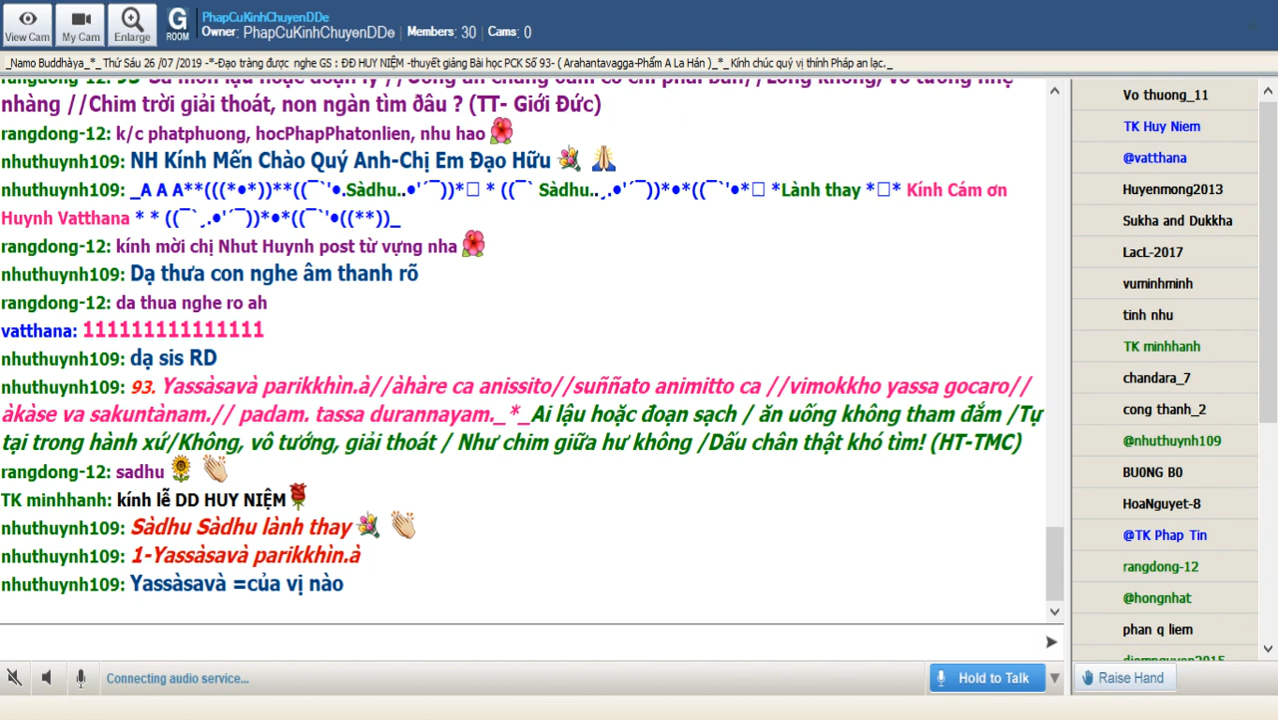 View Cam
My Cam
Enlarge
G
ROOM
PhapCuKinhChuyenDDe
Owner: PhapCuKinhChuyenDDe Members: 30 Cams: 0
_Namo Buddhàya_*_ Thứ Sáu 26 /07 /2019 -*-Đạo tràng được nghe GS : ĐĐ HUY NIỆM -thuyết giảng Bài học PCK Số 93- ( Arahantavagga-Phẩm A La Hán )_*_ Kính chúc quý vị thính Pháp an lạc._
nhàng //Chim trời giải thoát, non ngàn tìm đâu ? (TT- Giới Đức)
rangdong-12: k/c phatphuong, hocPhapPhatonlien, nhu hao
nhuthuynh109: NH Kính Mến Chào Quý Anh-Chị Em Đạo Hữu
nhuthuynh109: _A A A**(((*•*))**((¯`'•.Sàdhu..•'´¯))*□ * ((¯` Sàdhu..¸.•'´¯))*•*((¯`'•*□ *Lành thay *□* Kính Cám ơn
Huynh Vatthana * * ((¯`¸.•'´¯))*•*((¯`'•((**))_
rangdong-12: kính mời chị Nhut Huynh post từ vựng nha
nhuthuynh109: Dạ thưa con nghe âm thanh rõ
rangdong-12: da thua nghe ro ah
vatthana: 111111111111111
nhuthuynh109: dạ sis RD
nhuthuynh109: 93. Yassàsavà parikkhìn.à//àhàre ca anissito//suññato animitto ca //vimokkho yassa gocaro//
àkàse va sakuntànam.// padam. tassa durannayam._*_Ai lậu hoặc đoạn sạch / ăn uống không tham đắm /Tự
tại trong hành xứ/Không, vô tướng, giải thoát / Như chim giữa hư không /Dấu chân thật khó tìm! (HT-TMC)
rangdong-12: sadhu
TK minhhanh: kính lễ DD HUY NIỆM
nhuthuynh109: Sàdhu Sàdhu lành thay
nhuthuynh109: 1-Yassàsavà parikkhìn.à
nhuthuynh109: Yassàsavà =của vị nào
Connecting audio service...
Hold to Talk
Vo thuong_11
TK Huy Niem
@vatthana
Huyenmong2013
Sukha and Dukkha
LacL-2017
vuminhminh
tinh nhu
TK minhhanh
chandara_7
cong thanh_2
@nhuthuynh109
BU0NG B0
HoaNguyet-8
@TK Phap Tin
rangdong-12
@hongnhat
phan q liem
Raise Hand